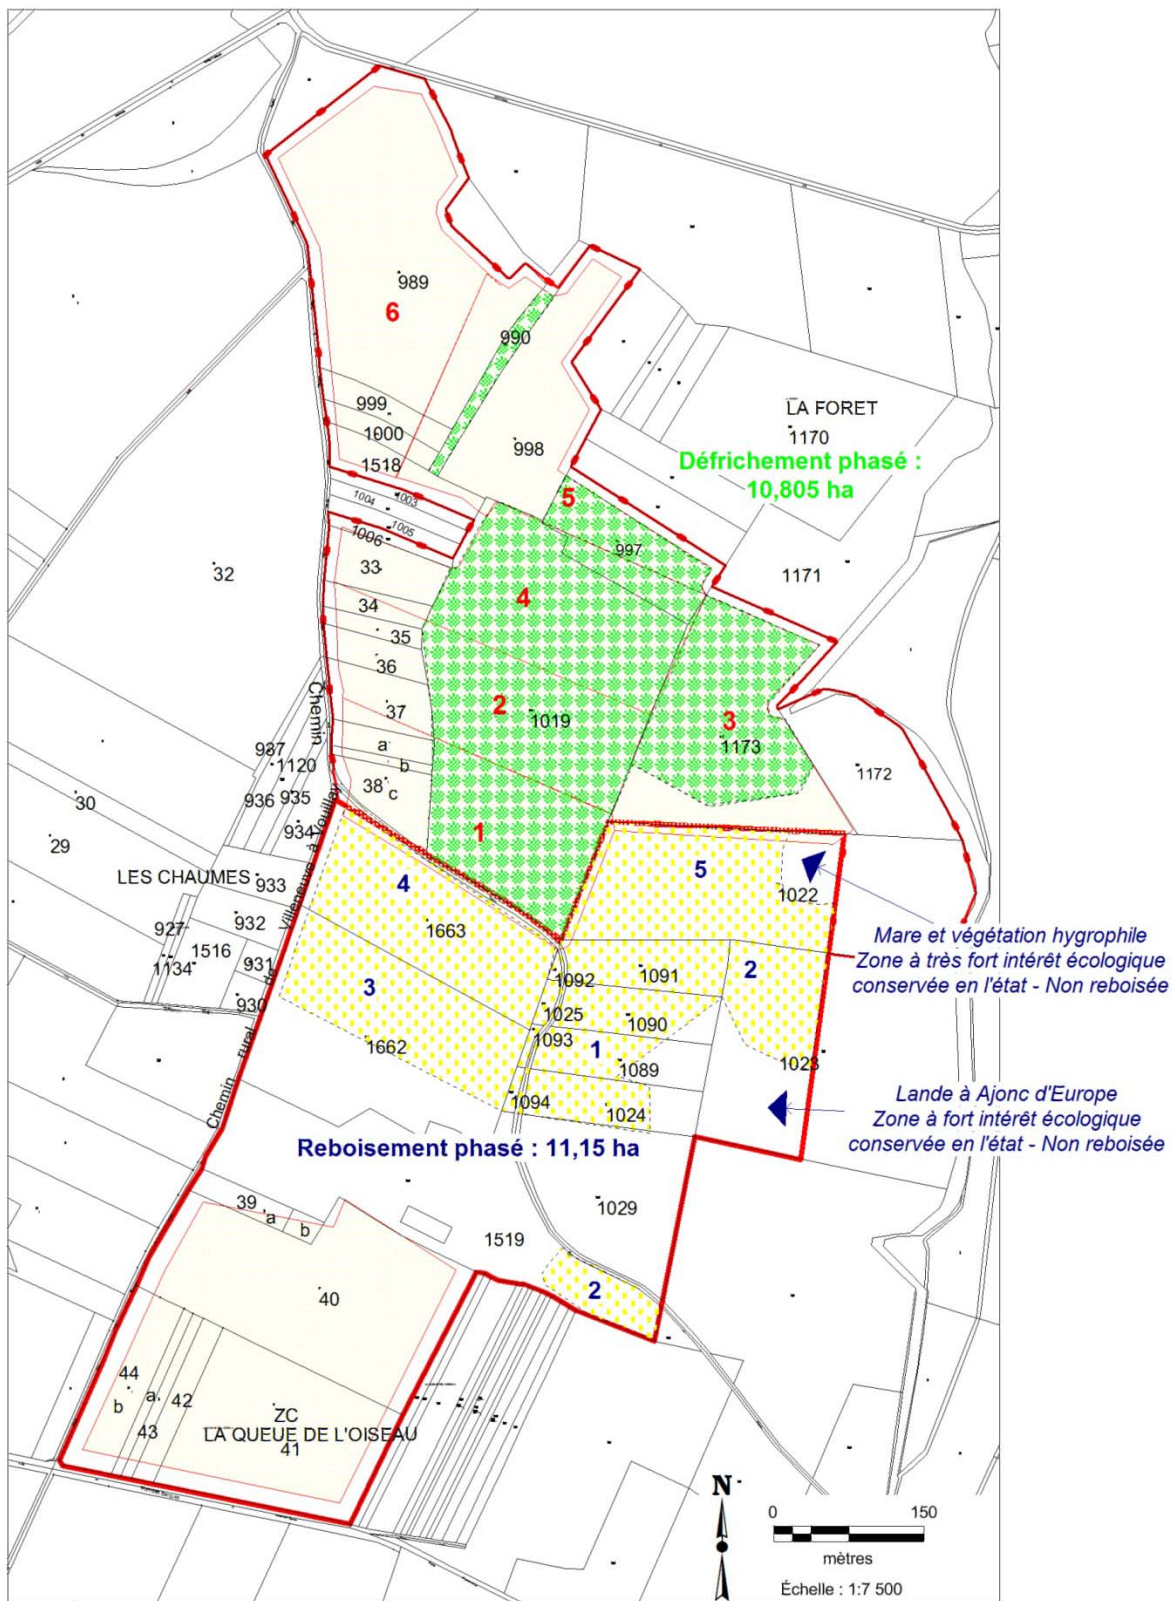 989
6
990
999
1000
1518
998
LA FORET
1170
Défrichement phasé :
10,805 ha
1004
1003
1005
1006
5
997
1171
32
33
34
35
36
37
a
b
38
c
4
2
1019
3
1173
1172
Chemin
937
1120
936
935
934
30
29
1
LES CHAUMES
933
932
927
1516
1134
931
930
Chemin rural de Villeneuve à Vouillay
4
1663
3
1662
5
1022
Mare et végétation hygrophile
Zone à très fort intérêt écologique
conservée en l'état - Non reboisée
1092
1091
2
1025
1090
1093
1
1089
1023
1094
1024
Lande à Ajonc d'Europe
Zone à fort intérêt écologique
conservée en l'état - Non reboisée
Reboisement phasé : 11,15 ha
39
a
b
1029
1519
2
40
44
b
a
42
43
ZC
LA QUEUE DE L'OISEAU
41
N
0 150
mètres
Échelle : 1:7 500